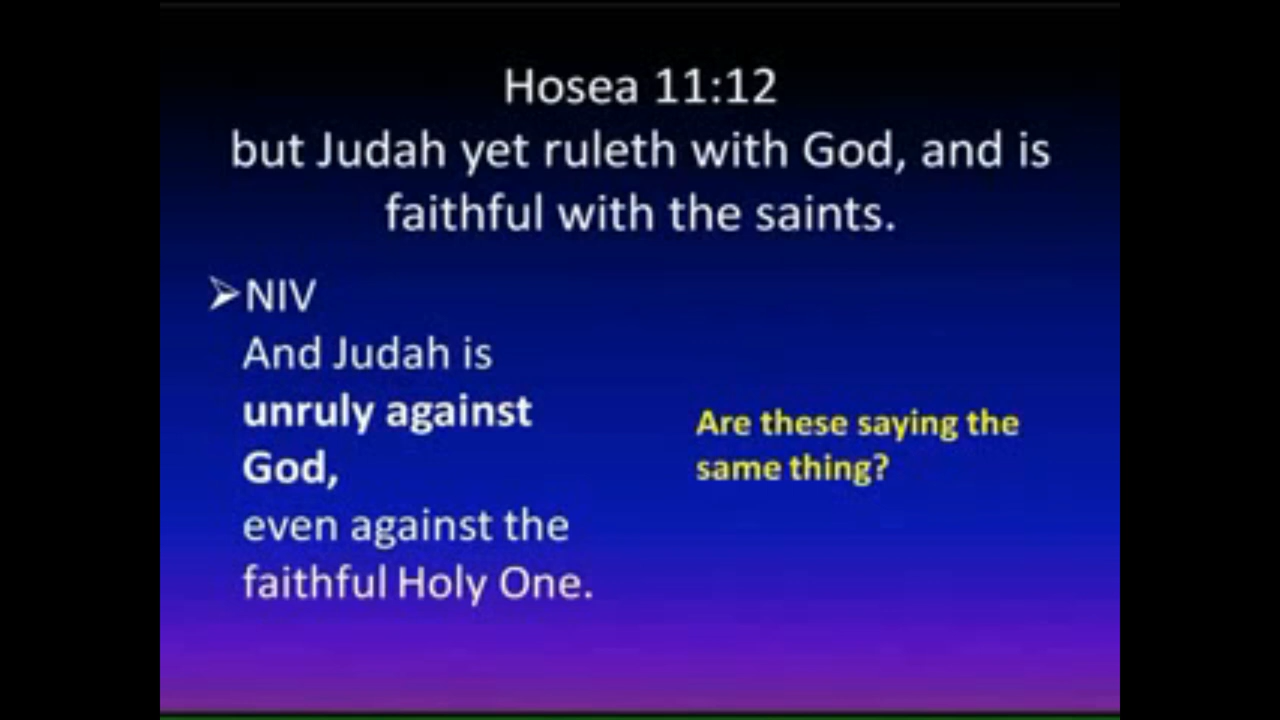 Hosea 11:12
but Judah yet ruleth with God, and is
faithful with the saints.
➢NIV
And Judah is
unruly against
God,
even against the
faithful Holy One.
Are these saying the
same thing?